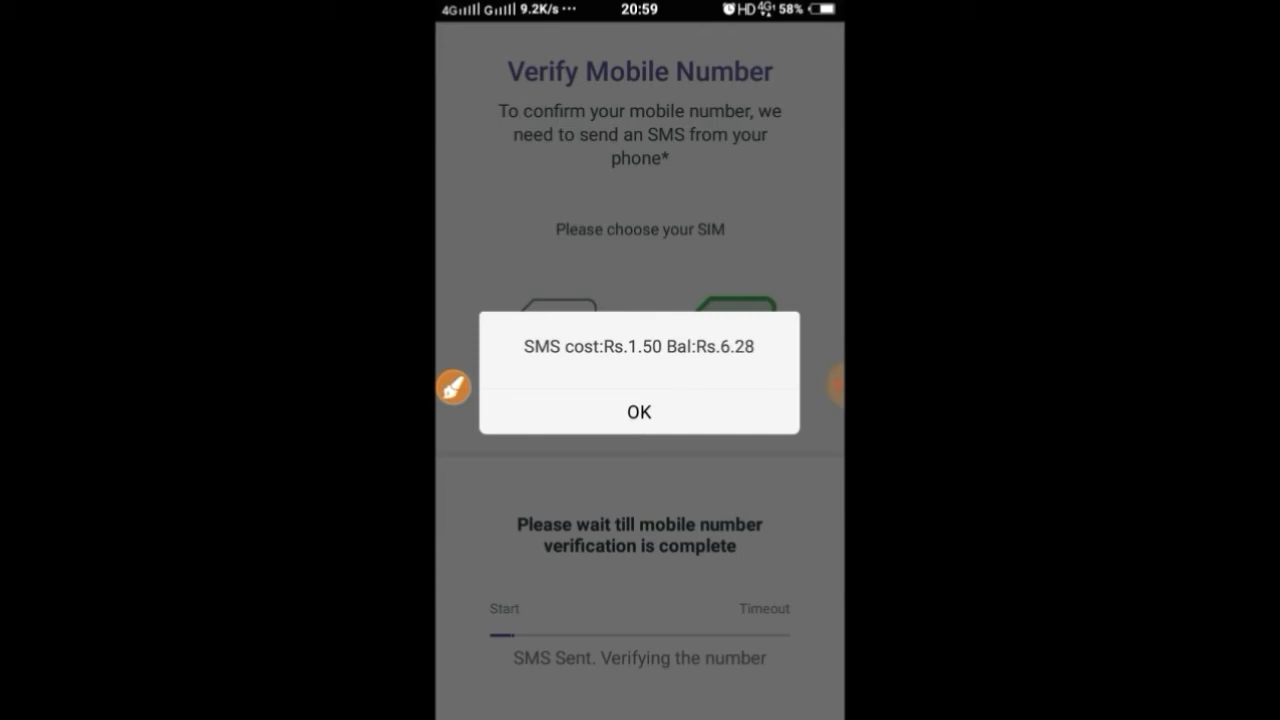 4G G 9.2K/s ··· 20:59 HD 4G 58%
Verify Mobile Number
To confirm your mobile number, we
need to send an SMS from your
phone*
Please choose your SIM
SMS cost:Rs.1.50 Bal:Rs.6.28
OK
Please wait till mobile number
verification is complete
Start Timeout
SMS Sent. Verifying the number